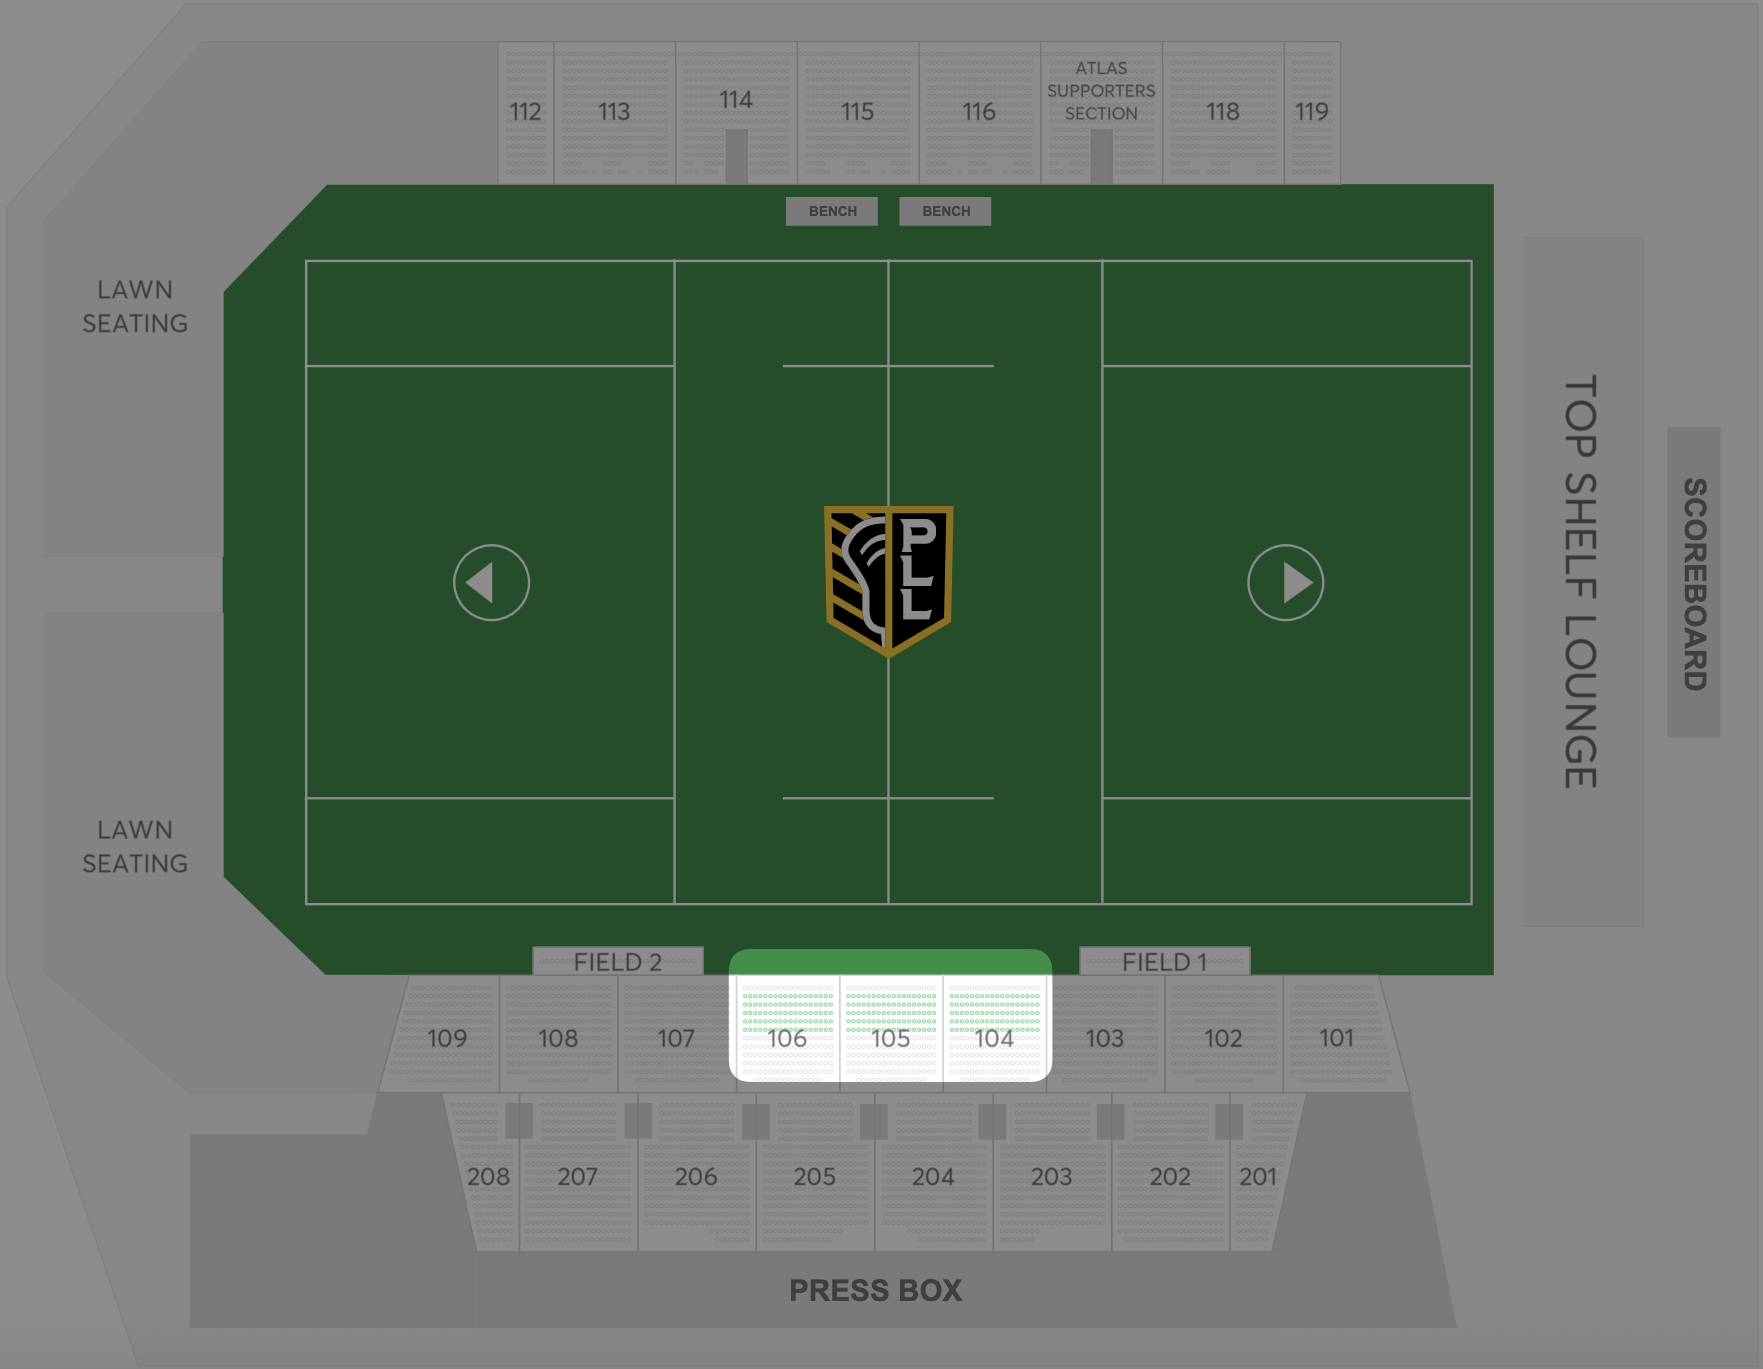 112
113
114
115
116
ATLAS
SUPPORTERS
SECTION
118
119
BENCH
BENCH
LAWN
SEATING
TOP SHELF LOUNGE
SCOREBOARD
PLL
LAWN
SEATING
FIELD 2
FIELD 1
109
108
107
106
105
104
103
102
101
208
207
206
205
204
203
202
201
PRESS BOX